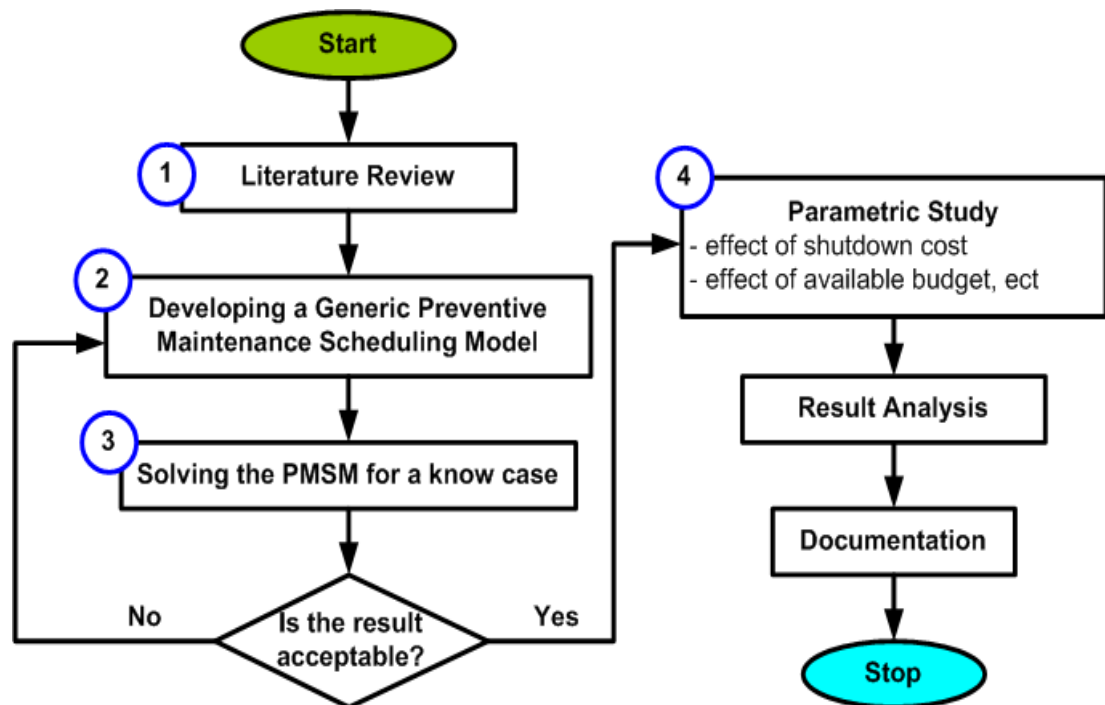 Start
1
Literature Review
2
Developing a Generic Preventive
Maintenance Scheduling Model
3
Solving the PMSM for a know case
Is the result
acceptable?
No
Yes
4
Parametric Study
- effect of shutdown cost
- effect of available budget, ect
Result Analysis
Documentation
Stop